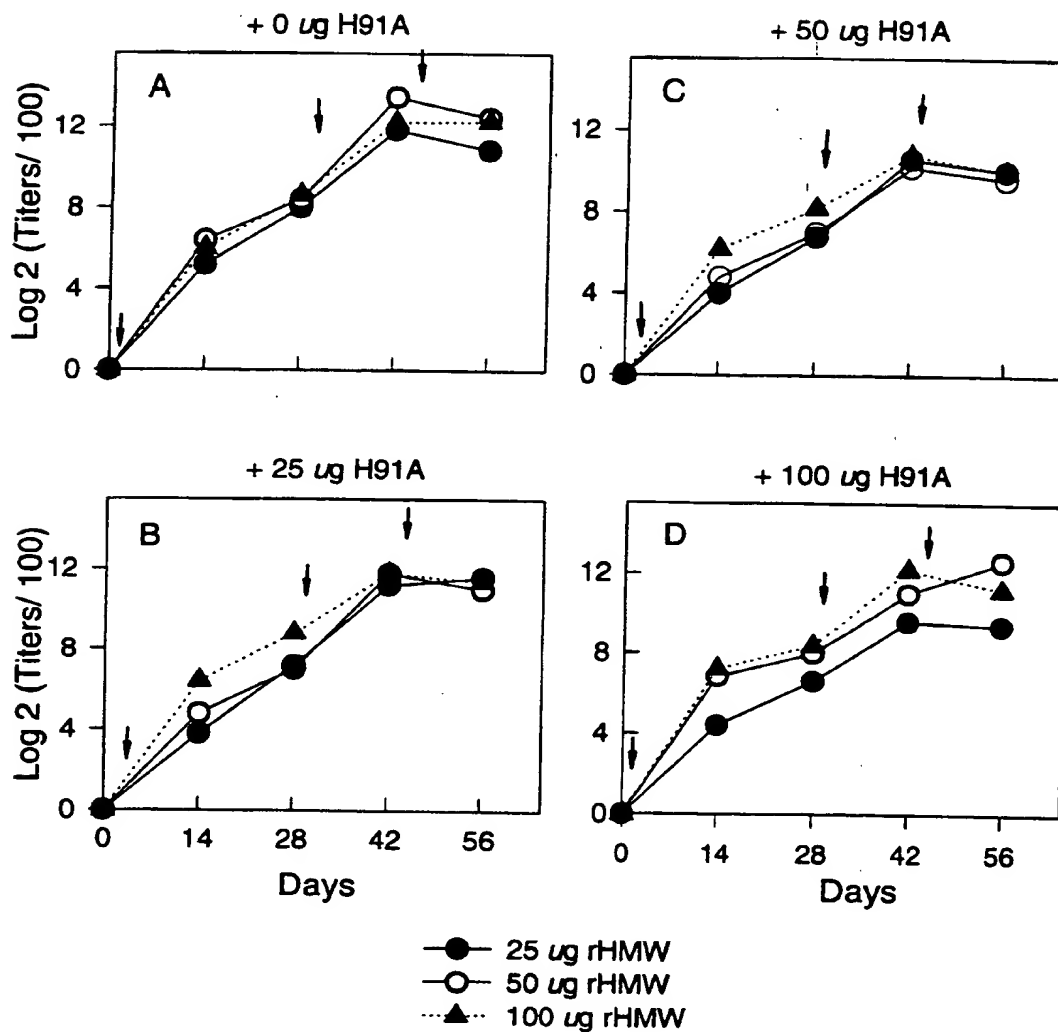 + 0 ug H91A
A
Log 2 (Titers/ 100)
12
8
4
0
+ 50 ug H91A
C
12
8
4
0
+ 25 ug H91A
B
Log 2 (Titers/ 100)
12
8
4
0
0 14 28 42 56
Days
+ 100 ug H91A
D
12
8
4
0
0 14 28 42 56
Days
25 ug rHMW
50 ug rHMW
100 ug rHMW